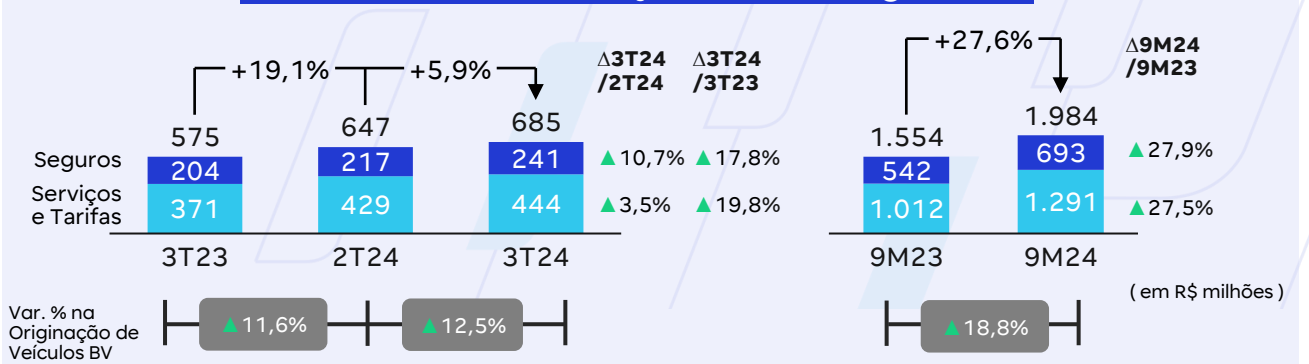 +19,1%
+5,9%
∆3T24
/2T24
∆3T24
/3T23
+27,6%
∆9M24
/9M23
575
647
685
1.554
1.984
Seguros
204
217
241
▲10,7%
▲17,8%
542
693
▲27,9%
Serviços
e Tarifas
371
429
444
▲3,5%
▲19,8%
1.012
1.291
▲27,5%
3T23
2T24
3T24
9M23
9M24
( em R$ milhões )
Var. % na
Originação de
Veículos BV
▲11,6%
▲12,5%
▲18,8%